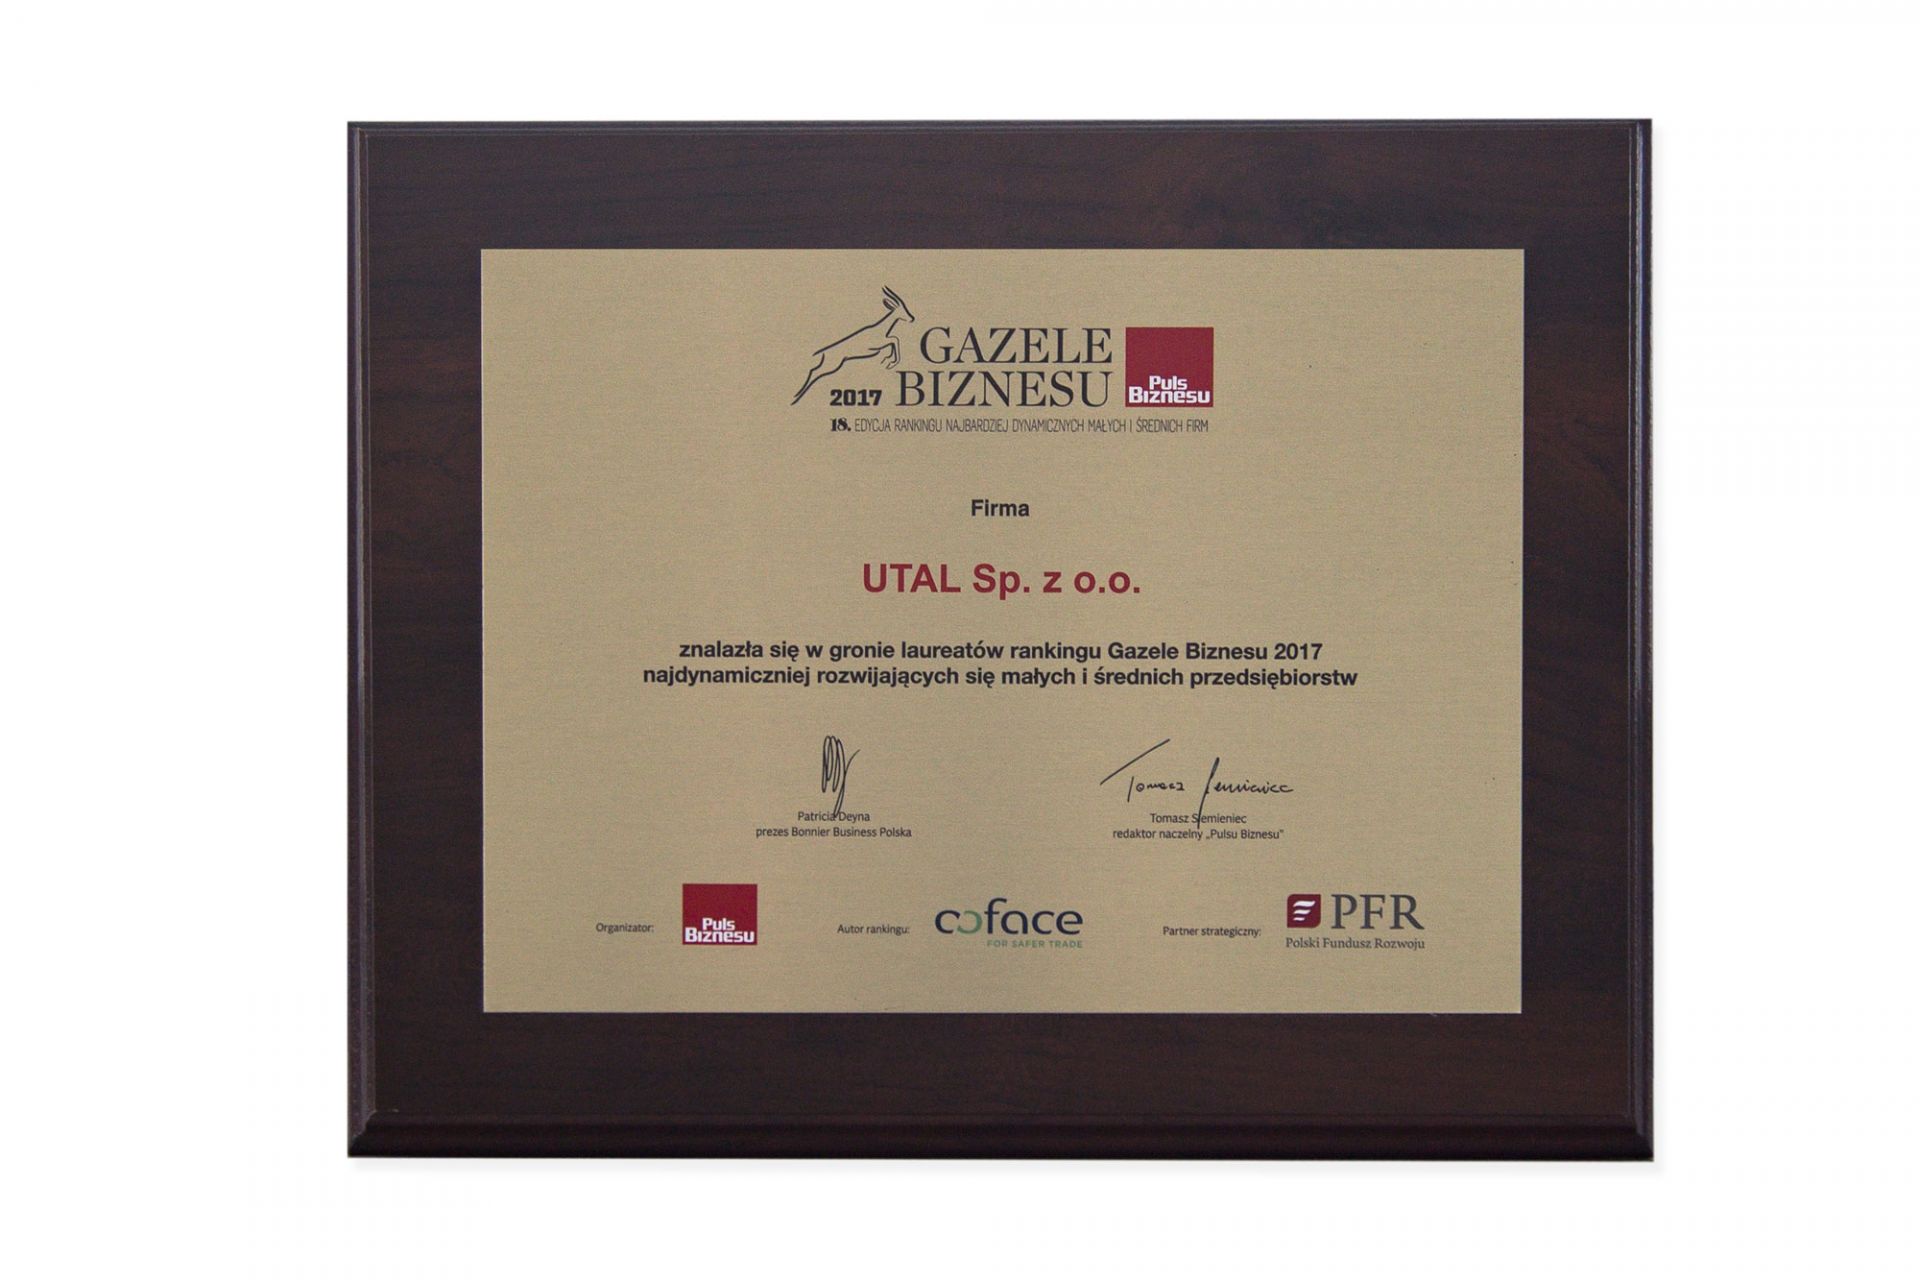 GAZELE
2017 BIZNESU
Puls
Biznesu
18. EDYCJA RANKINGU NAJBARDZIEJ DYNAMICZNYCH MAŁYCH I ŚREDNICH FIRM
Firma
UTAL Sp. z o.o.
znalazła się w gronie laureatów rankingu Gazele Biznesu 2017
najdynamiczniej rozwijających się małych i średnich przedsiębiorstw
Tomasz Siemieniec
Patricia Deyna
prezes Bonnier Business Polska
Tomasz Siemieniec
redaktor naczelny „Pulsu Biznesu”
Organizator:
Puls
Biznesu
Autor rankingu:
coface
FOR SAFER TRADE
Partner strategiczny:
PFR
Polski Fundusz Rozwoju